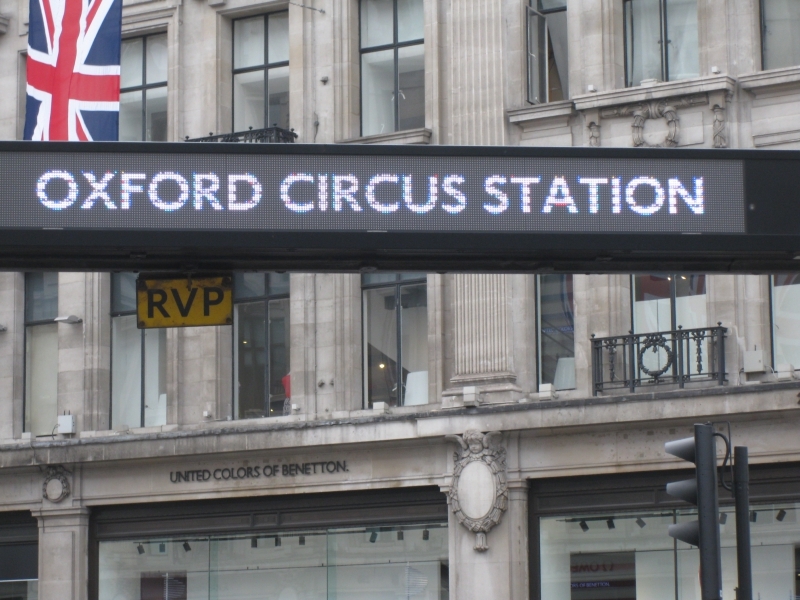 OXFORD CIRCUS STATION
RVP
UNITED COLORS OF BENETTON.